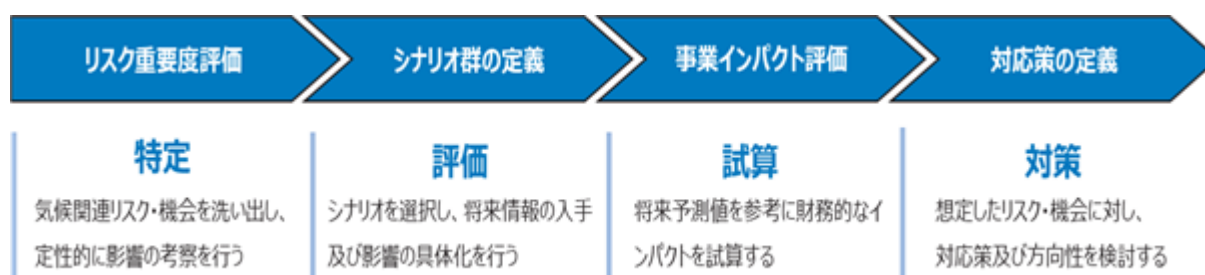 リスク重要度評価
シナリオ群の定義
事業インパクト評価
対応策の定義
特定
気候関連リスク・機会を洗い出し、
定性的に影響の考察を行う
評価
シナリオを選択し、将来情報の入手
及び影響の具体化を行う
試算
将来予測値を参考に財務的なイ
ンパクトを試算する
対策
想定したリスク・機会に対し、
対応策及び方向性を検討する